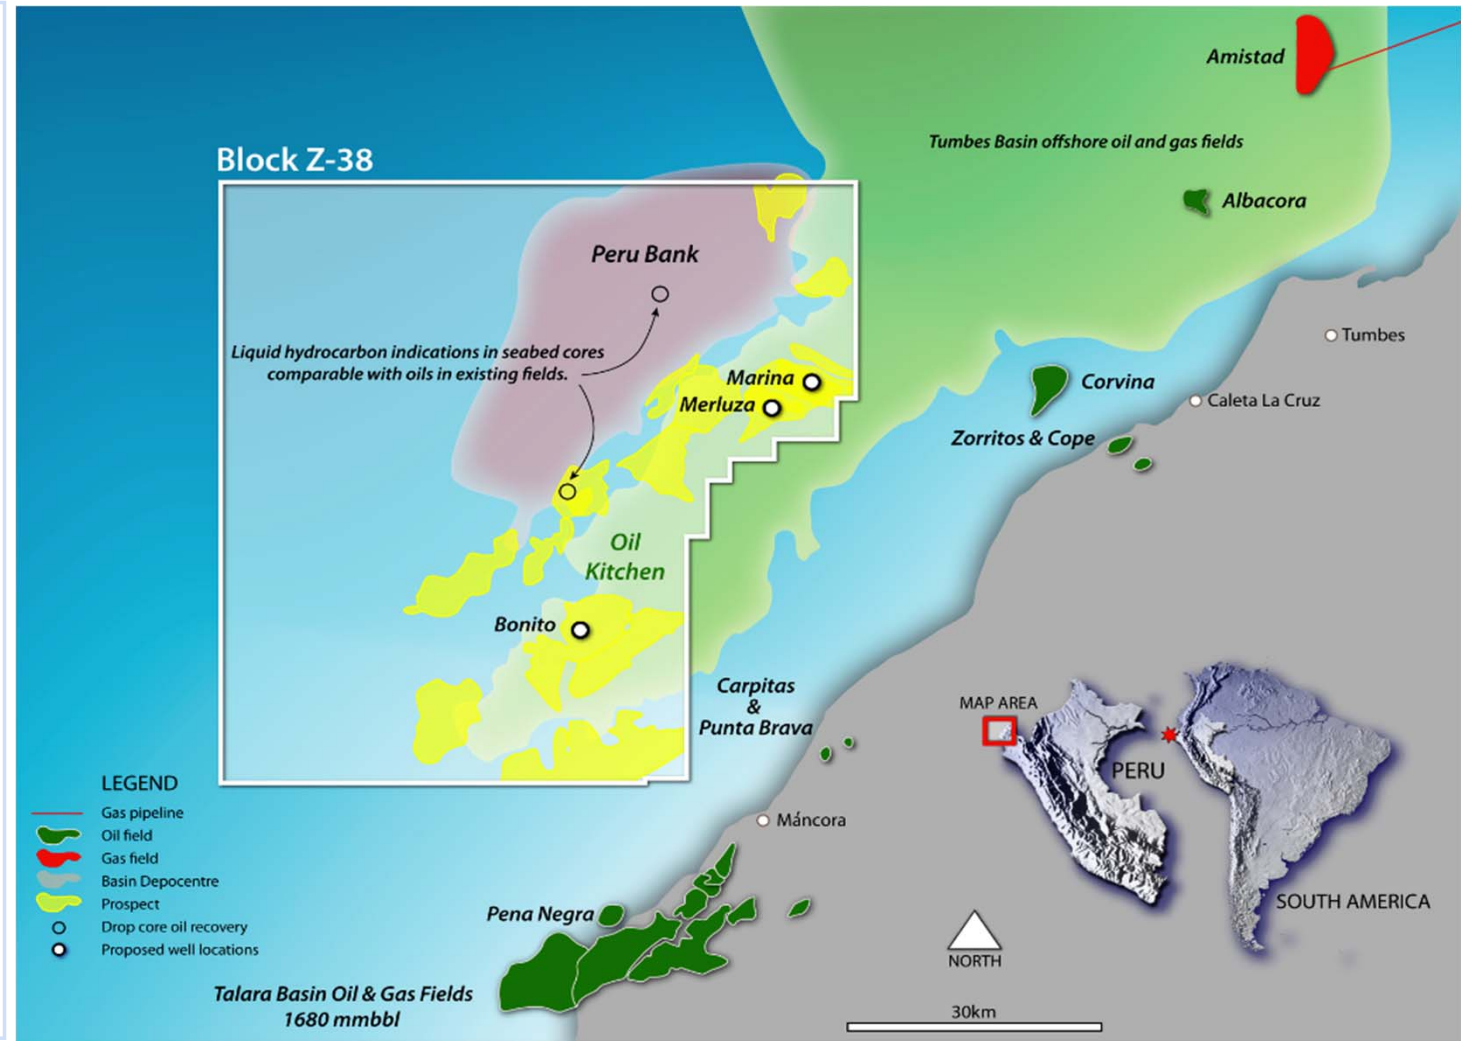 Amistad
Tumbes Basin offshore oil and gas fields
Block Z-38
Albacora
Peru Bank
Tumbes
Liquid hydrocarbon indications in seabed cores
comparable with oils in existing fields.
Marina
Merluza
Corvina
Caleta La Cruz
Zorritos & Cope
Oil
Kitchen
Bonito
Carpitas
&
Punta Brava
MAP AREA
PERU
SOUTH AMERICA
LEGEND
Gas pipeline
Oil field
Gas field
Basin Depocentre
Prospect
Drop core oil recovery
Proposed well locations
Máncora
Pena Negra
Talara Basin Oil & Gas Fields
1680 mmbbl
NORTH
30km